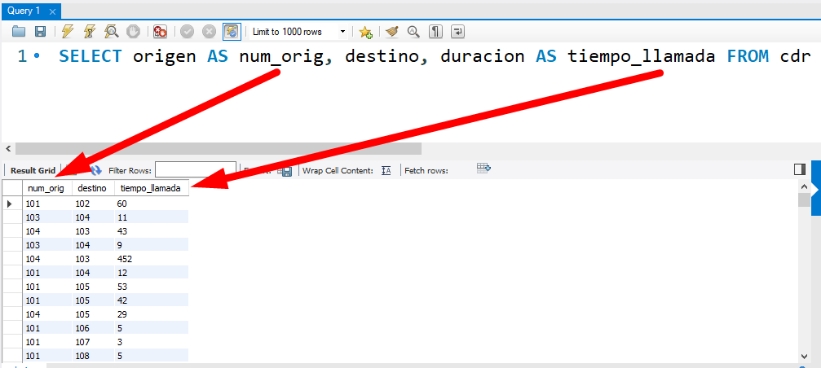 Query 1
Limit to 1000 rows
1 SELECT origen AS num_orig, destino, duracion AS tiempo_llamada FROM cdr
Result Grid Filter Rows: Wrap Cell Content: Fetch rows:
num_orig destino tiempo_llamada
101 102 60
103 104 11
104 103 43
103 104 9
104 103 452
101 104 12
101 105 53
101 105 42
104 105 29
101 106 5
101 107 3
101 108 5